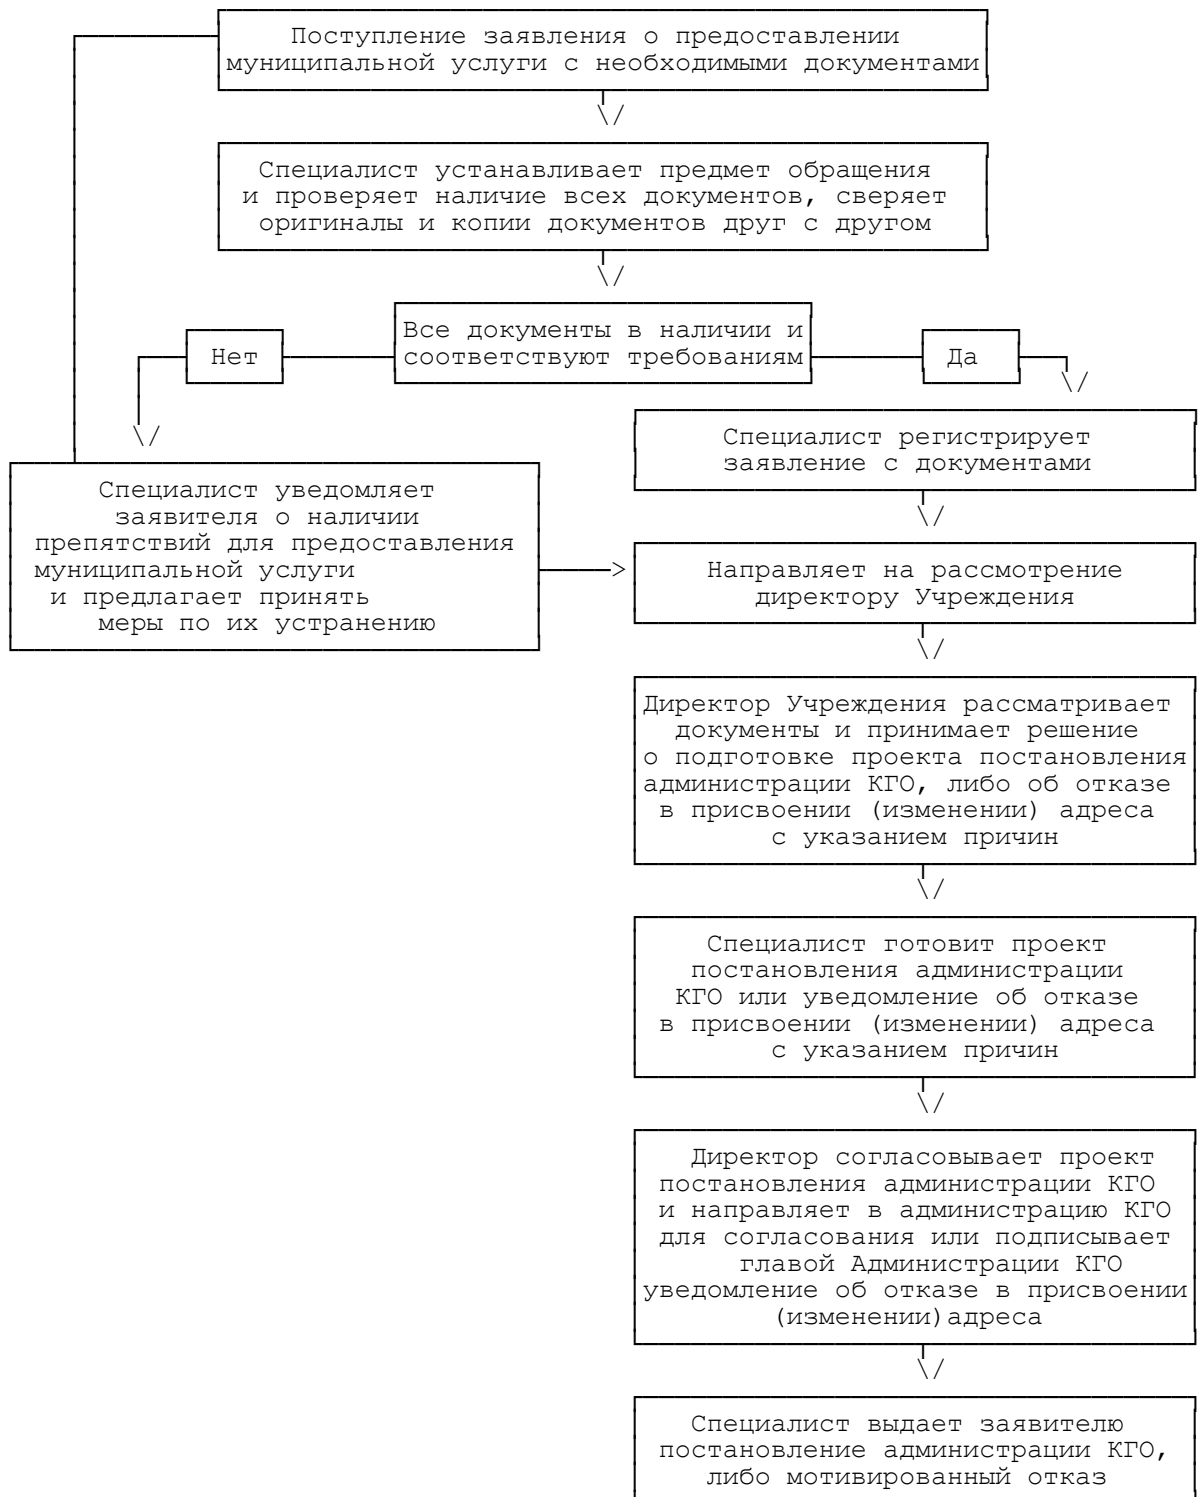 Поступление заявления о предоставлении
муниципальной услуги с необходимыми документами
\/
Специалист устанавливает предмет обращения
и проверяет наличие всех документов, сверяет
оригиналы и копии документов друг с другом
\/
Все документы в наличии и
соответствуют требованиям
Нет
Да
\/
\/
Специалист регистрирует
заявление с документами
\/
Специалист уведомляет
заявителя о наличии
препятствий для предоставления
муниципальной услуги
и предлагает принять
меры по их устранению
>
Направляет на рассмотрение
директору Учреждения
\/
Директор Учреждения рассматривает
документы и принимает решение
о подготовке проекта постановления
администрации КГО, либо об отказе
в присвоении (изменении) адреса
с указанием причин
\/
Специалист готовит проект
постановления администрации
КГО или уведомление об отказе
в присвоении (изменении) адреса
с указанием причин
\/
Директор согласовывает проект
постановления администрации КГО
и направляет в администрацию КГО
для согласования или подписывает
главой Администрации КГО
уведомление об отказе в присвоении
(изменении)адреса
\/
Специалист выдает заявителю
постановление администрации КГО,
либо мотивированный отказ